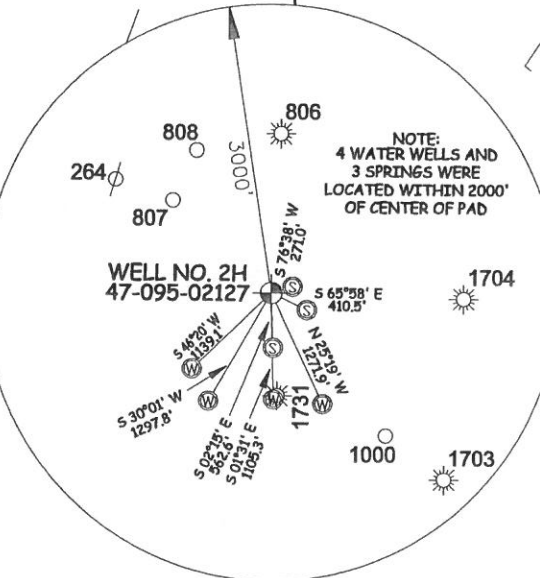 806
808
NOTE:
4 WATER WELLS AND
3 SPRINGS WERE
LOCATED WITHIN 2000'
OF CENTER OF PAD
3000'
264
807
S 76°38' W
271.0'
WELL NO. 2H
47-095-02127
1704
S 65°58' E
410.5'
S 46°20' W
1139.1'
N 25°19' W
1271.9'
S 30°01' W
1297.8'
S 02°15' E
562.6'
S 01°31' E
1105.3'
S
S
S
W
W
W
W
1731
1000
1703